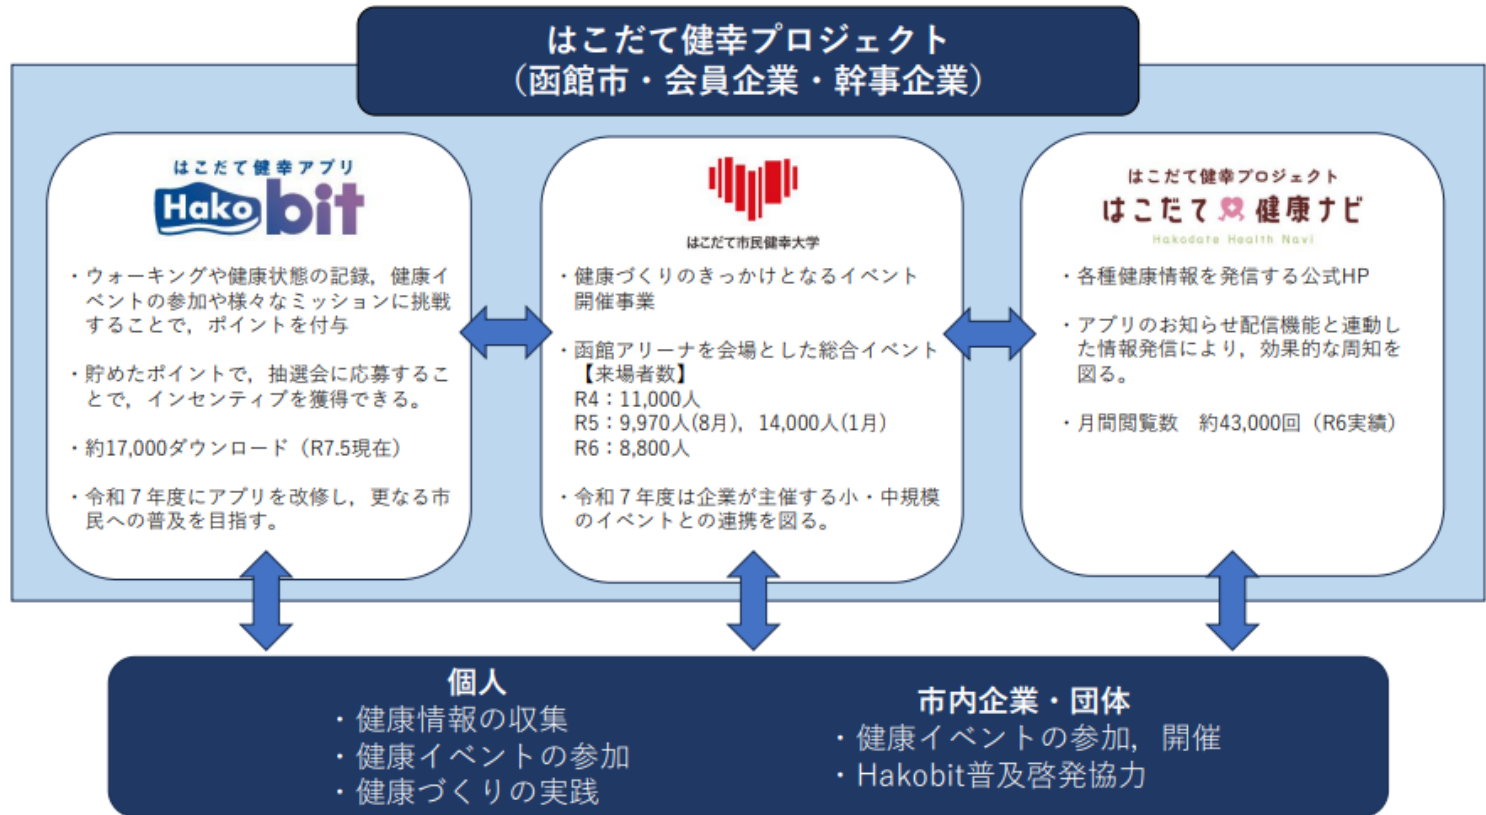 はこだて健幸プロジェクト
（函館市・会員企業・幹事企業）
はこだて健幸アプリ
Hakobit
・ウォーキングや健康状態の記録，健康イ
ベントの参加や様々なミッションに挑戦
することで，ポイントを付与
・貯めたポイントで，抽選会に応募するこ
とで，インセンティブを獲得できる。
・約17,000ダウンロード（R7.5現在）
・令和７年度にアプリを改修し，更なる市
民への普及を目指す。
はこだて市民健幸大学
・健康づくりのきっかけとなるイベント
開催事業
・函館アリーナを会場とした総合イベント
【来場者数】
R4：11,000人
R5：9,970人(8月)，14,000人(1月)
R6：8,800人
・令和７年度は企業が主催する小・中規模
のイベントとの連携を図る。
はこだて健幸プロジェクト
はこだて健康ナビ
Hakodate Health Navi
・各種健康情報を発信する公式HP
・アプリのお知らせ配信機能と連動し
た情報発信により，効果的な周知を
図る。
・月間閲覧数　約43,000回（R6実績）
個人
・健康情報の収集
・健康イベントの参加
・健康づくりの実践
市内企業・団体
・健康イベントの参加，開催
・Hakobit普及啓発協力